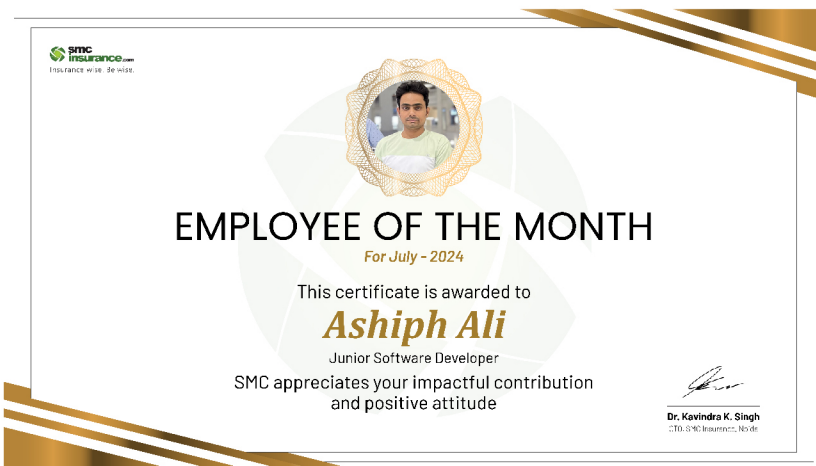 smc
insurance.com
Insurance wise. Be wise.
EMPLOYEE OF THE MONTH
For July - 2024
This certificate is awarded to
Ashiph Ali
Junior Software Developer
SMC appreciates your impactful contribution
and positive attitude
Dr. Kavindra K. Singh
CTO, SMC Insurance, Noida